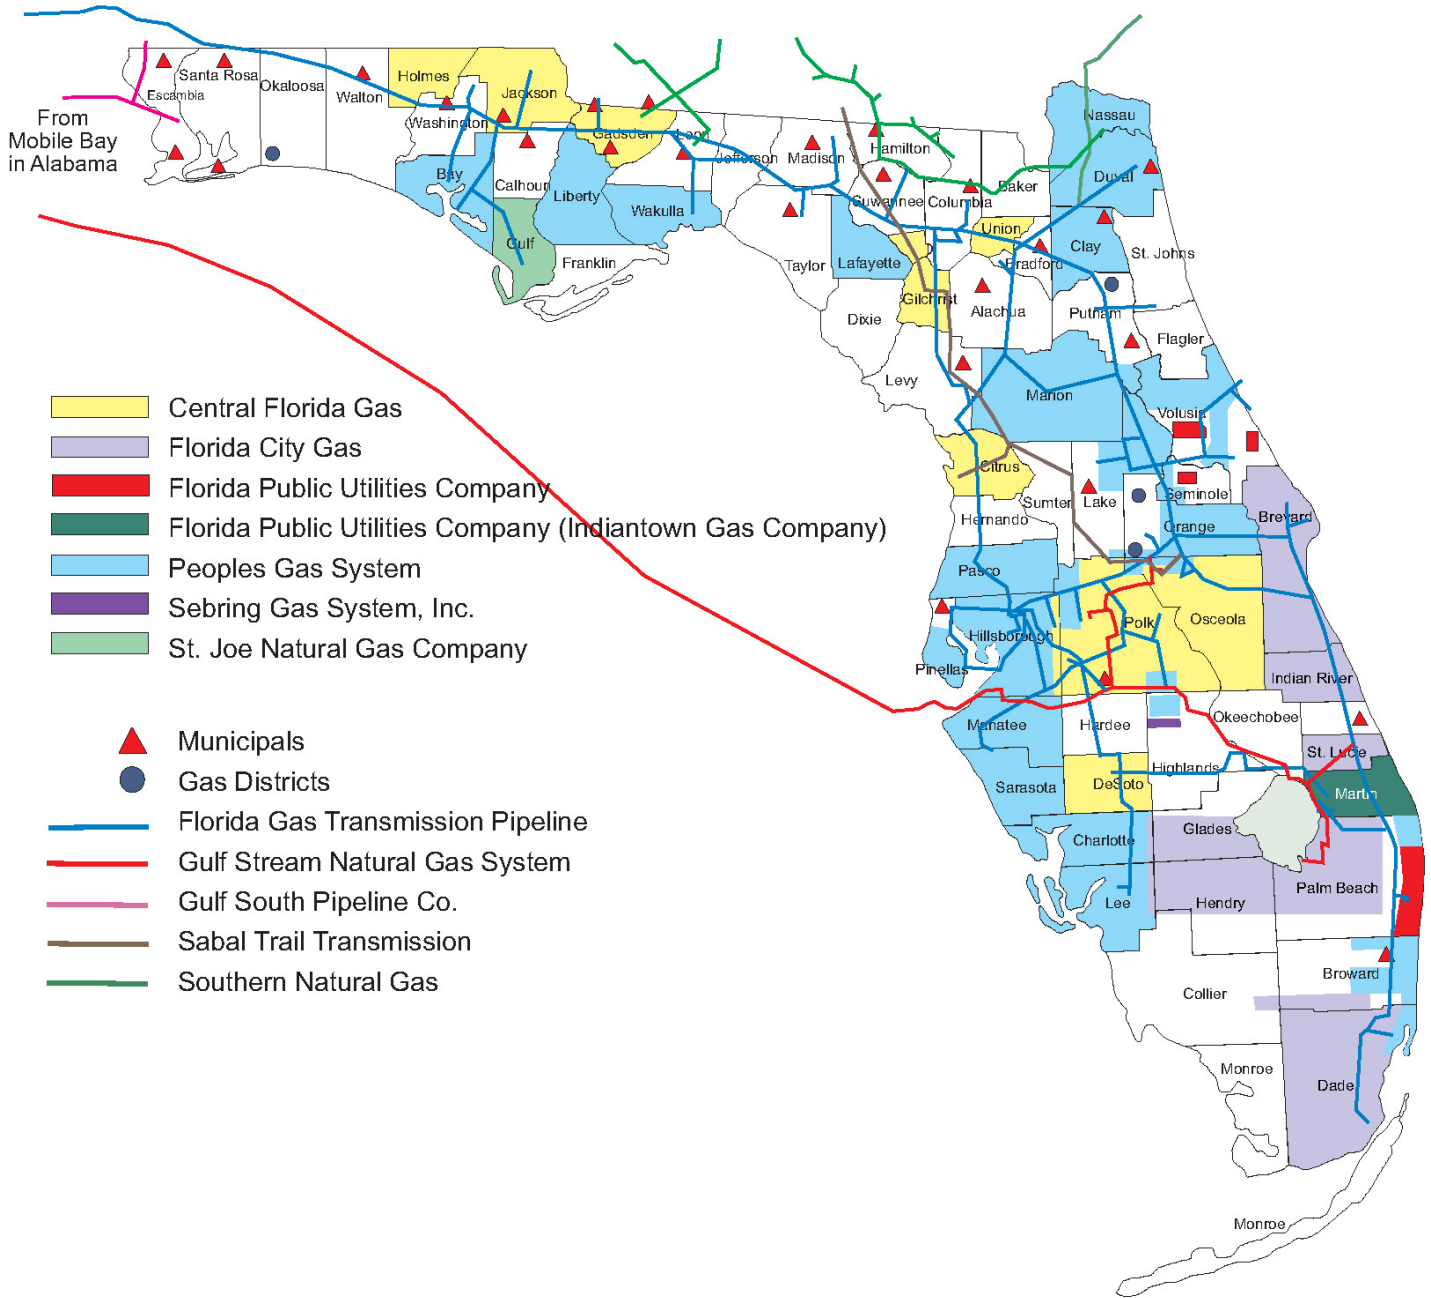 Holmes
Santa Rosa
Okaloosa
Escambia
Walton
Jackson
Washington
Gadsden
Leon
Jefferson
Madison
Hamilton
Nassau
From
Mobile Bay
in Alabama
Bay
Calhoun
Liberty
Wakulla
Suwannee
Columbia
Baker
Duval
Gulf
Franklin
Taylor
Lafayette
Union
Bradford
Clay
St. Johns
Gilchrist
Alachua
Putnam
Dixie
Flagler
Levy
Marion
Volusia
Central Florida Gas
Florida City Gas
Florida Public Utilities Company
Florida Public Utilities Company (Indiantown Gas Company)
Peoples Gas System
Sebring Gas System, Inc.
St. Joe Natural Gas Company
Citrus
Sumter
Lake
Seminole
Hernando
Orange
Brevard
Pasco
Hillsborough
Polk
Osceola
Pinellas
Indian River
Manatee
Hardee
Okeechobee
St. Lucie
Highlands
Sarasota
DeSoto
Martin
Charlotte
Glades
Lee
Hendry
Palm Beach
Collier
Broward
Monroe
Dade
Monroe
Municipals
Gas Districts
Florida Gas Transmission Pipeline
Gulf Stream Natural Gas System
Gulf South Pipeline Co.
Sabal Trail Transmission
Southern Natural Gas